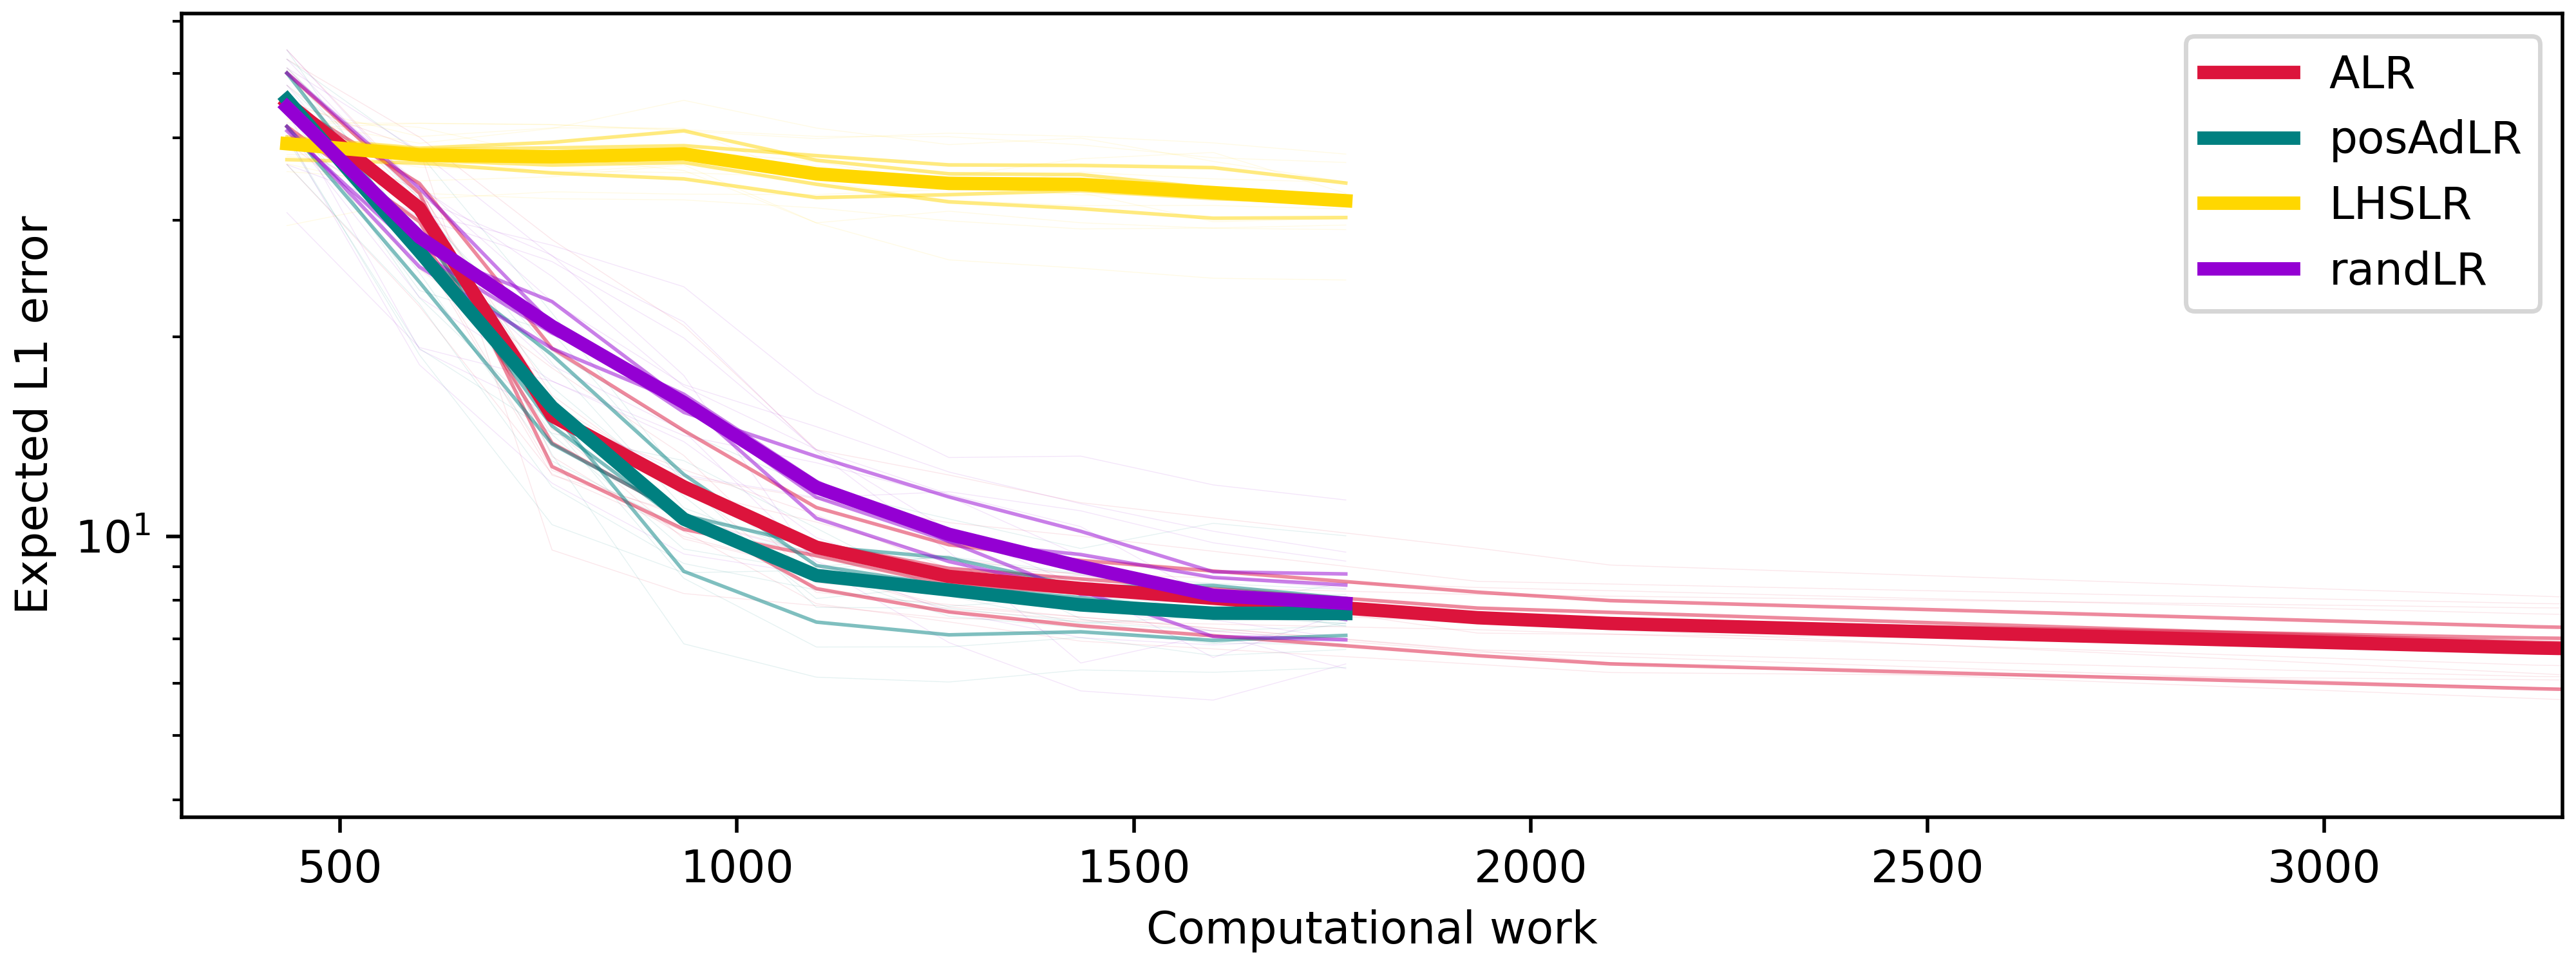 ALR
posAdLR
LHSLR
randLR
Expected L1 error
10¹
500 1000 1500 2000 2500 3000
Computational work